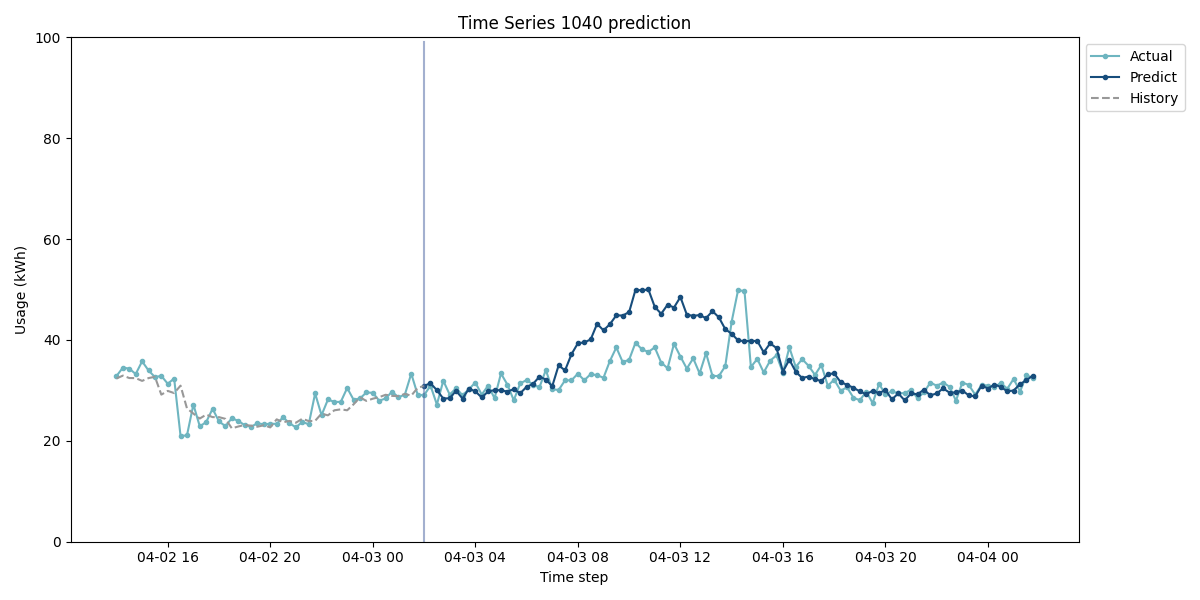 Time Series 1040 prediction
100
80
60
40
20
0
Usage (kWh)
04-02 16
04-02 20
04-03 00
04-03 04
04-03 08
04-03 12
04-03 16
04-03 20
04-04 00
Time step
Actual
Predict
History